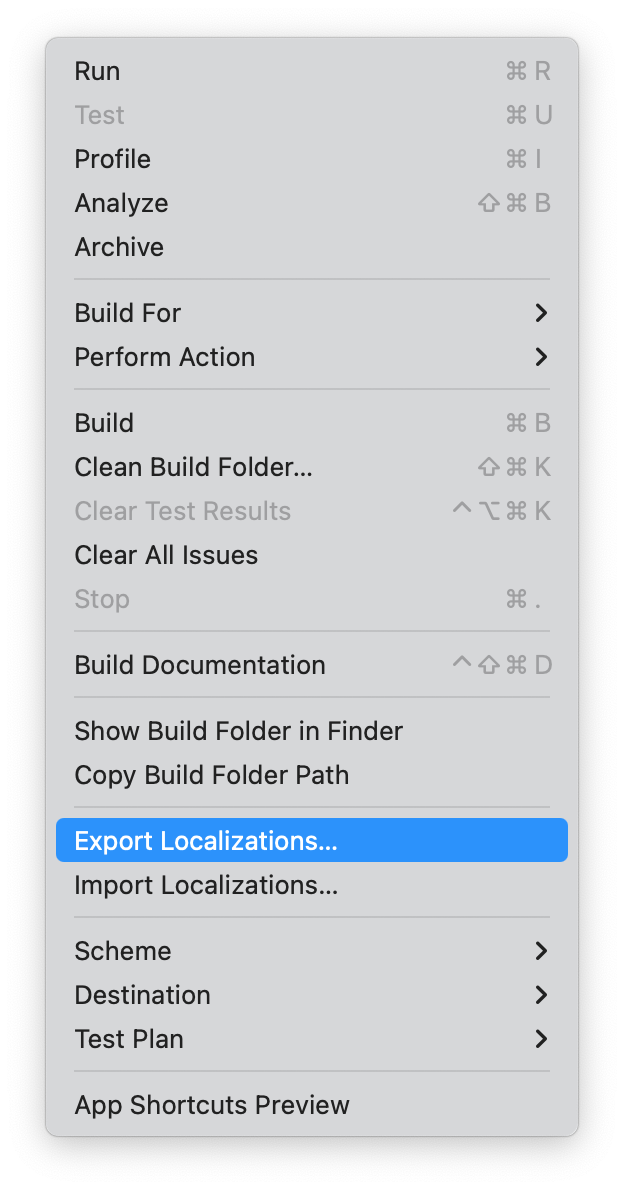 Run ⌘ R
Test ⌘ U
Profile ⌘ I
Analyze ⇧ ⌘ B
Archive
Build For
Perform Action
Build ⌘ B
Clean Build Folder… ⇧ ⌘ K
Clear Test Results ^ ⌥ ⌘ K
Clear All Issues
Stop ⌘ .
Build Documentation ^ ⇧ ⌘ D
Show Build Folder in Finder
Copy Build Folder Path
Export Localizations…
Import Localizations…
Scheme
Destination
Test Plan
App Shortcuts Preview